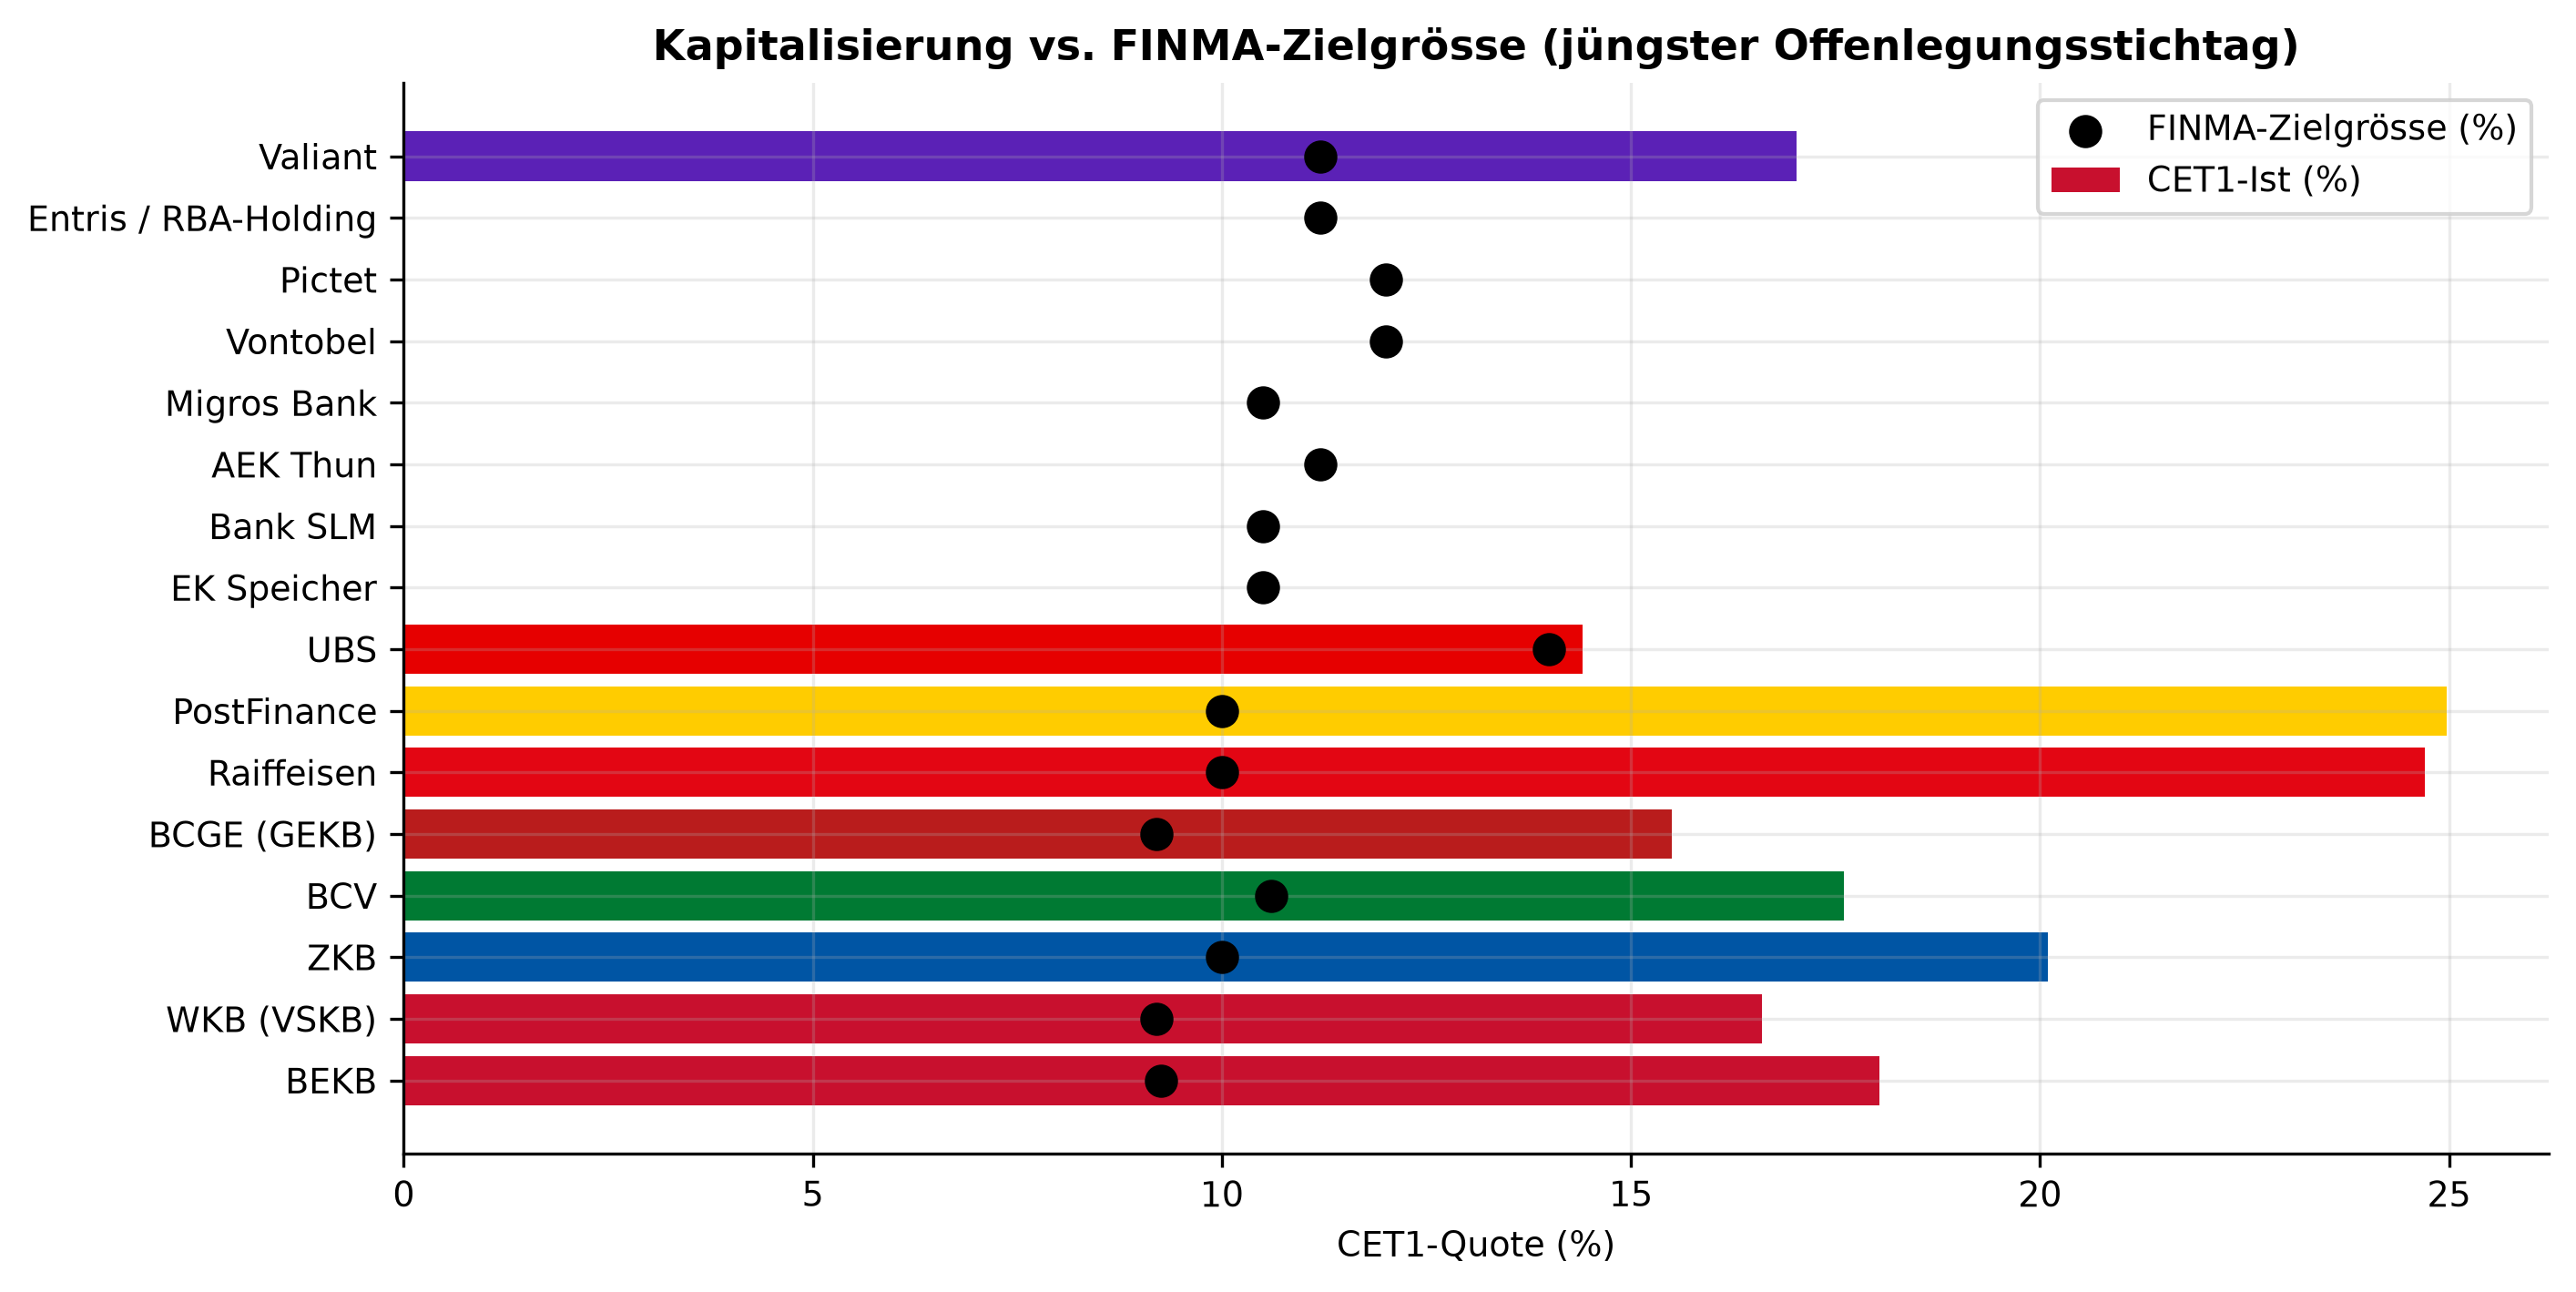 Kapitalisierung vs. FINMA-Zielgrösse (jüngster Offenlegungsstichtag)
FINMA-Zielgrösse (%)
CET1-Ist (%)
Valiant
Entris / RBA-Holding
Pictet
Vontobel
Migros Bank
AEK Thun
Bank SLM
EK Speicher
UBS
PostFinance
Raiffeisen
BCGE (GEKB)
BCV
ZKB
WKB (VSKB)
BEKB
0 5 10 15 20 25
CET1-Quote (%)